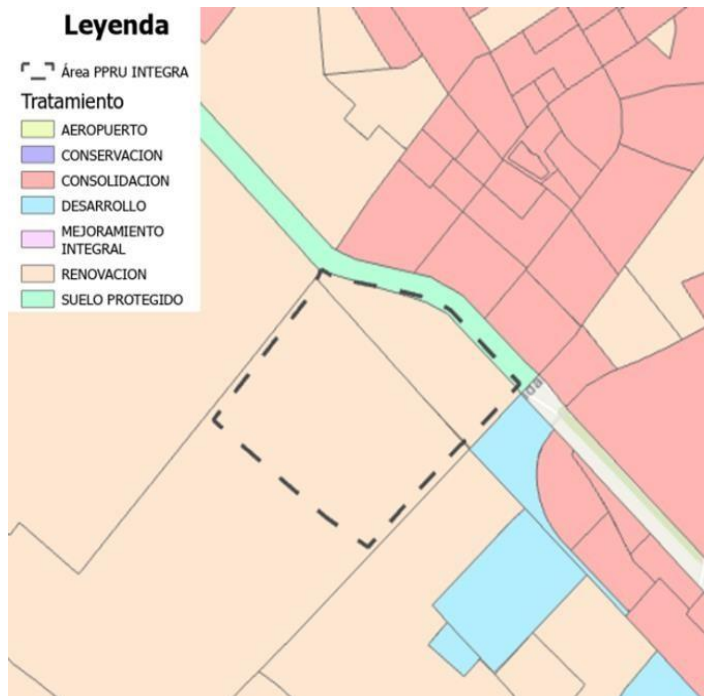 Leyenda
Área PPRU INTEGRA
Tratamiento
AEROPUERTO
CONSERVACION
CONSOLIDACION
DESARROLLO
MEJORAMIENTO
INTEGRAL
RENOVACION
SUELO PROTEGIDO